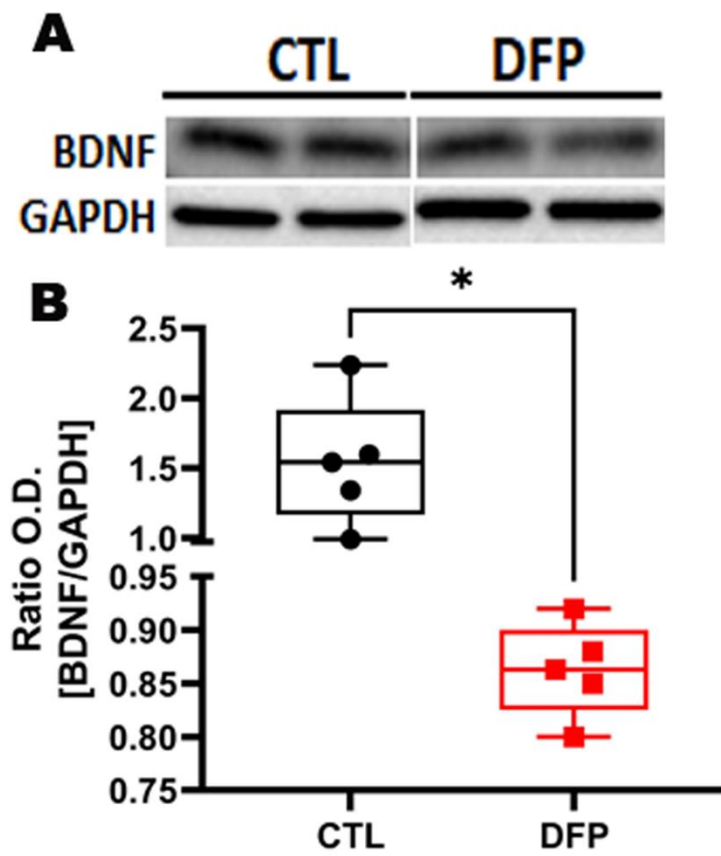 A
CTL DFP
BDNF
GAPDH
B
*
2.5
2.0
1.5
1.0
0.95
0.90
0.85
0.80
0.75
Ratio O.D.
[BDNF/GAPDH]
CTL DFP